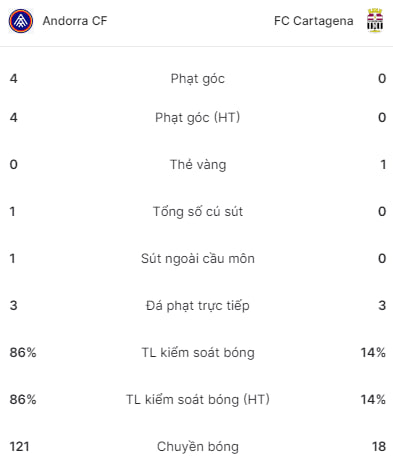 Andorra CF FC Cartagena
4 Phạt góc 0
4 Phạt góc (HT) 0
0 Thẻ vàng 1
1 Tổng số cú sút 0
1 Sút ngoài cầu môn 0
3 Đá phạt trực tiếp 3
86% TL kiểm soát bóng 14%
86% TL kiểm soát bóng (HT) 14%
121 Chuyền bóng 18